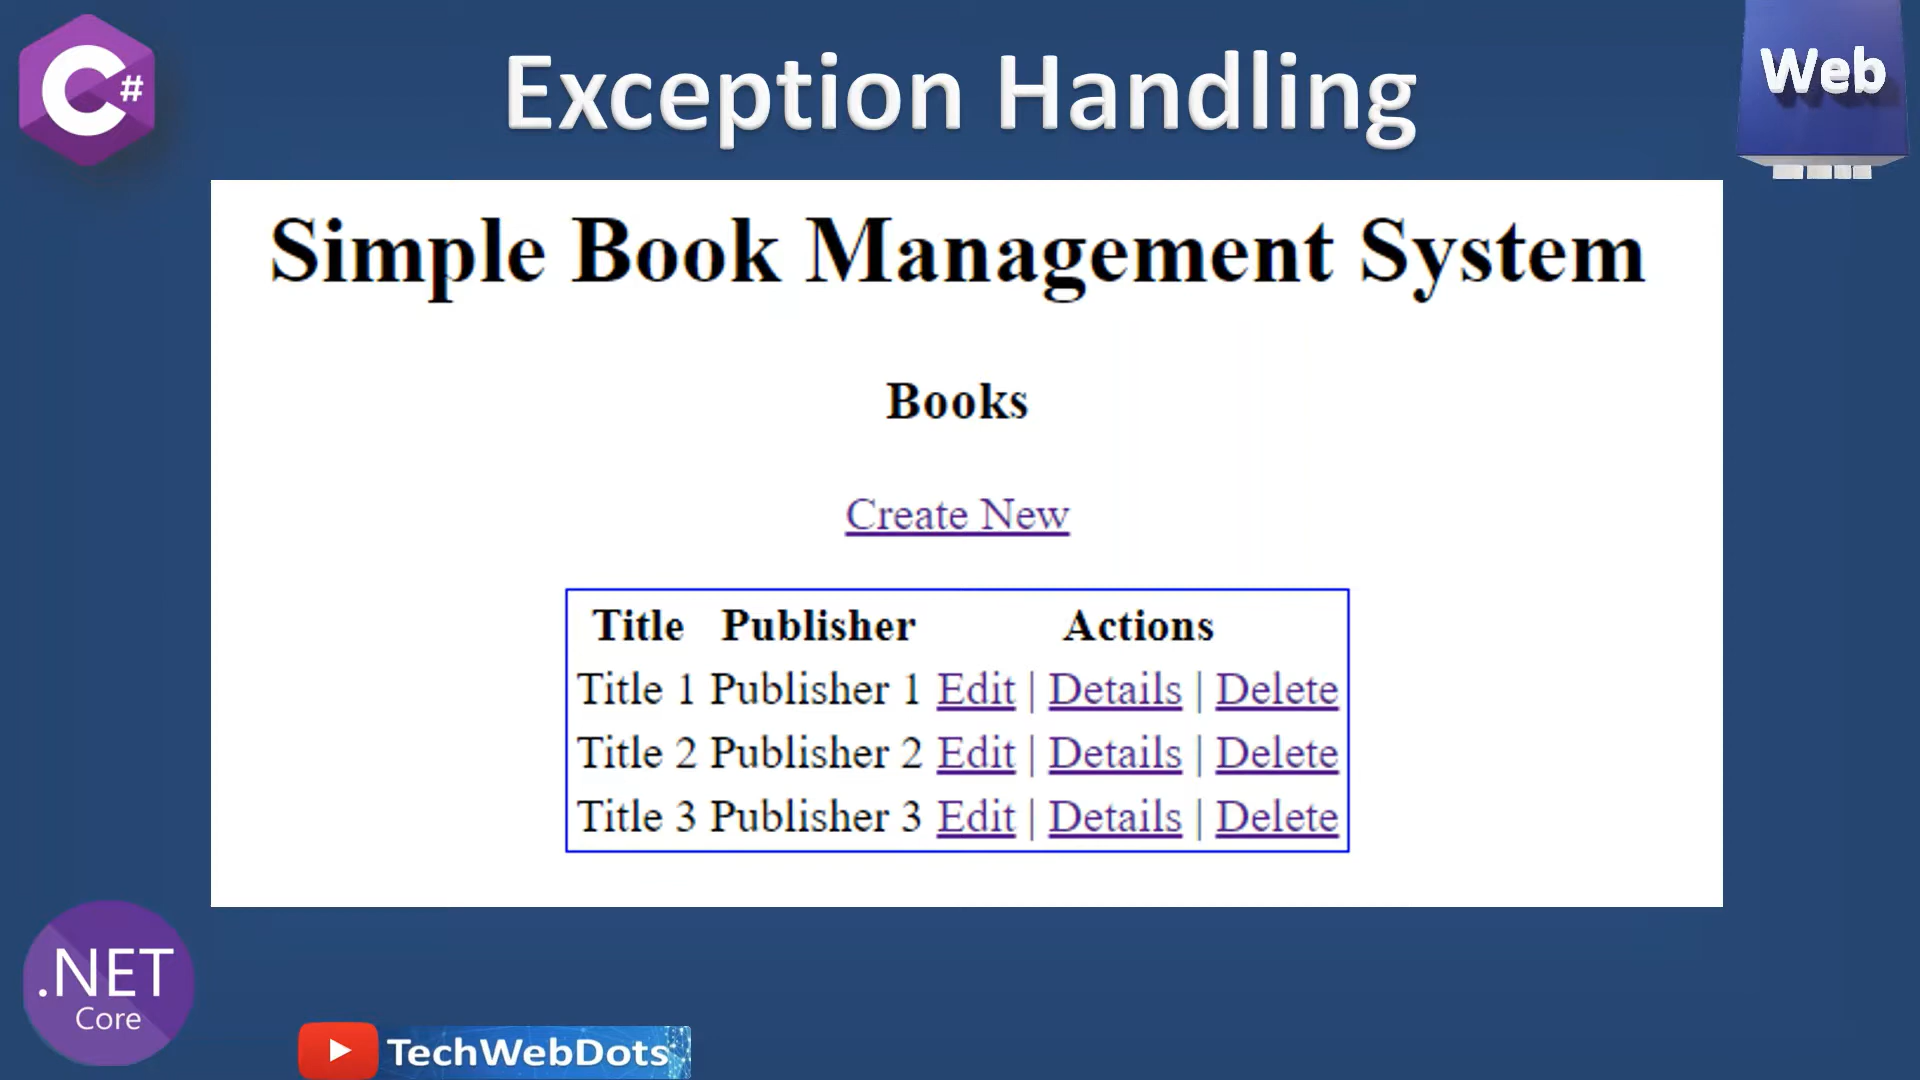 C#
Exception Handling
Web
Simple Book Management System
Books
Create New
Title Publisher Actions
Title 1 Publisher 1 Edit | Details | Delete
Title 2 Publisher 2 Edit | Details | Delete
Title 3 Publisher 3 Edit | Details | Delete
.NET
Core
TechWebDots